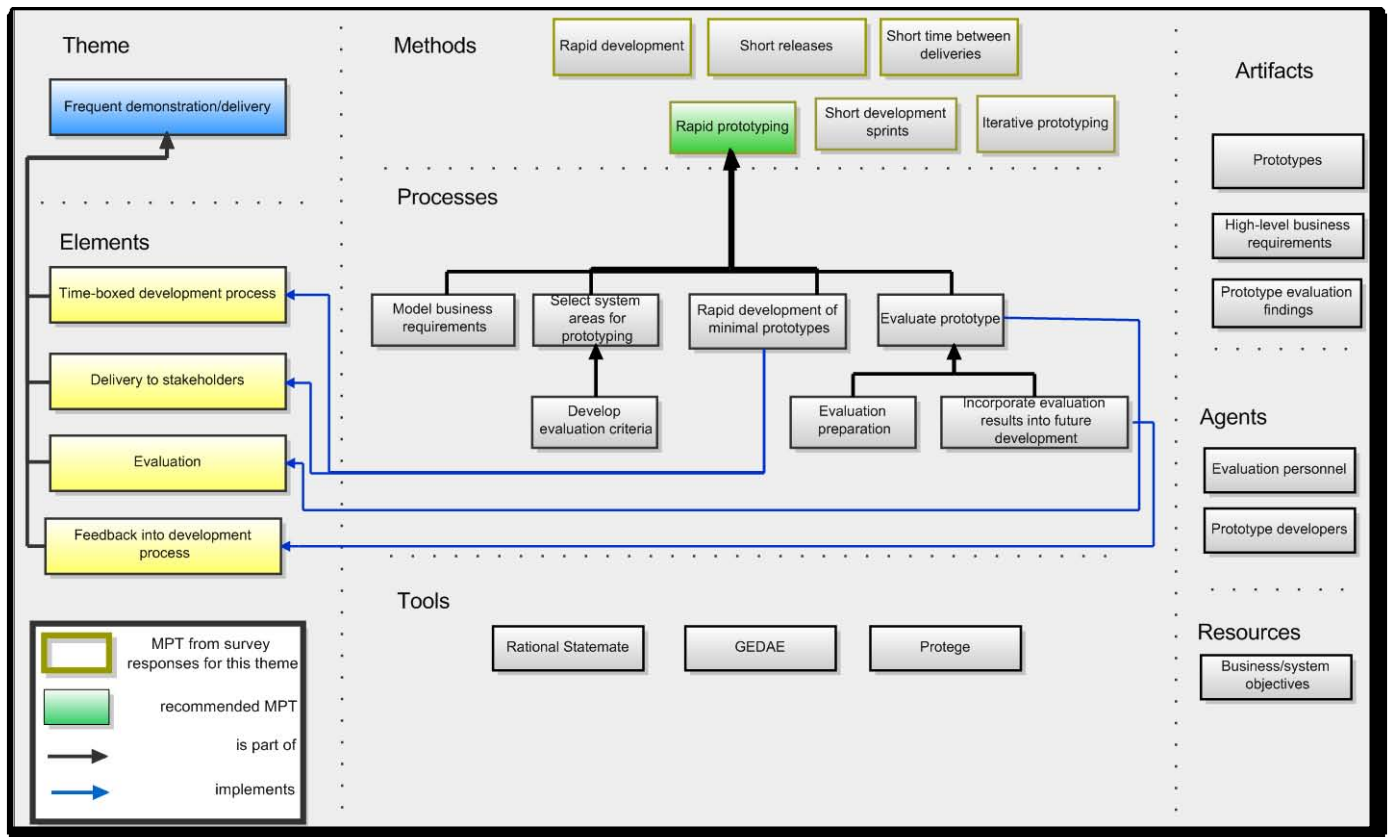 Theme
Frequent demonstration/delivery
Elements
Time-boxed development process
Delivery to stakeholders
Evaluation
Feedback into development
process
MPT from survey
responses for this theme
recommended MPT
is part of
implements
Methods
Rapid development
Short releases
Short time between
deliveries
Rapid prototyping
Short development
sprints
Iterative prototyping
Processes
Model business
requirements
Select system
areas for
prototyping
Rapid development of
minimal prototypes
Evaluate prototype
Develop
evaluation criteria
Evaluation
preparation
Incorporate evaluation
results into future
development
Tools
Rational Statemate
GEDAE
Protege
Artifacts
Prototypes
High-level business
requirements
Prototype evaluation
findings
Agents
Evaluation personnel
Prototype developers
Resources
Business/system
objectives